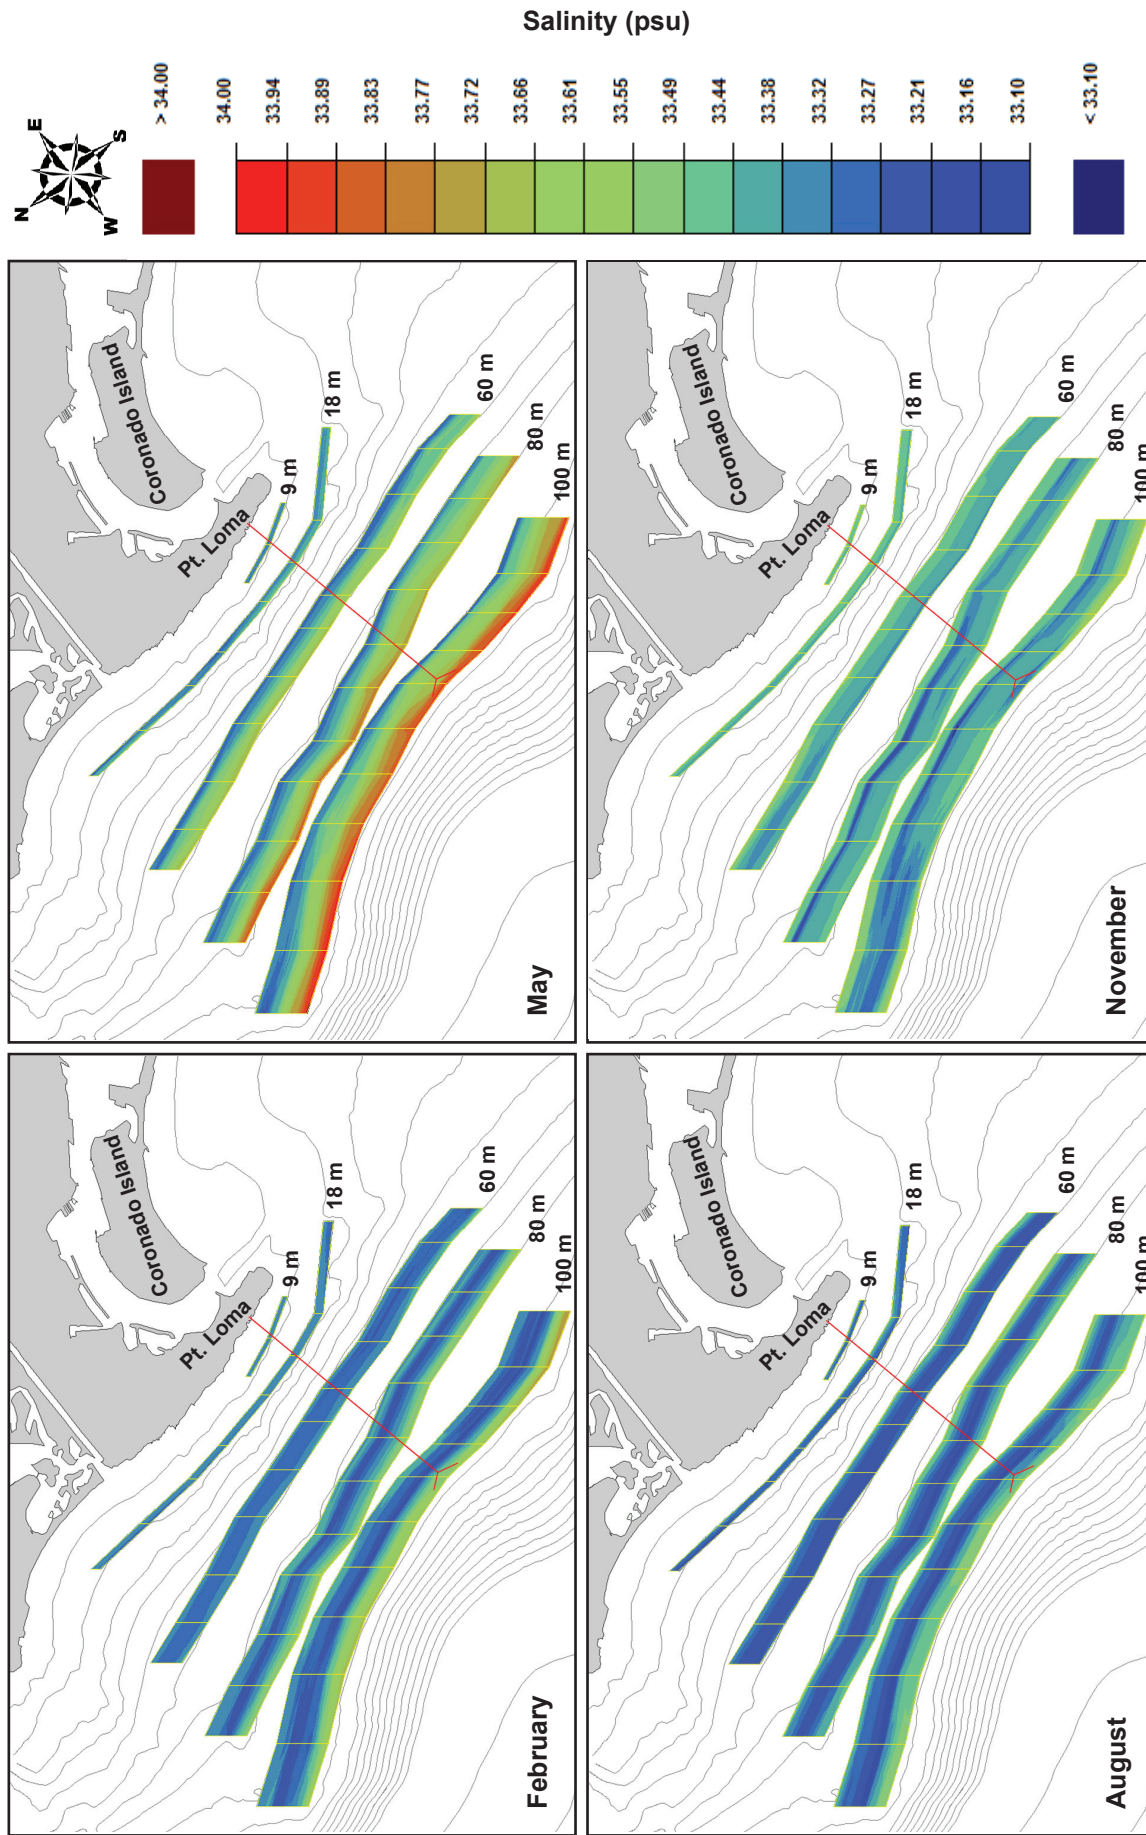 Salinity (psu)
N
E
S
W
> 34.00
34.00
33.94
33.89
33.83
33.77
33.72
33.66
33.61
33.55
33.49
33.44
33.38
33.32
33.27
33.21
33.16
33.10
< 33.10
Coronado Island
Pt. Loma
9 m
18 m
60 m
80 m
100 m
May
Coronado Island
Pt. Loma
9 m
18 m
60 m
80 m
100 m
November
Coronado Island
Pt. Loma
9 m
18 m
60 m
80 m
100 m
February
Coronado Island
Pt. Loma
9 m
18 m
60 m
80 m
100 m
August